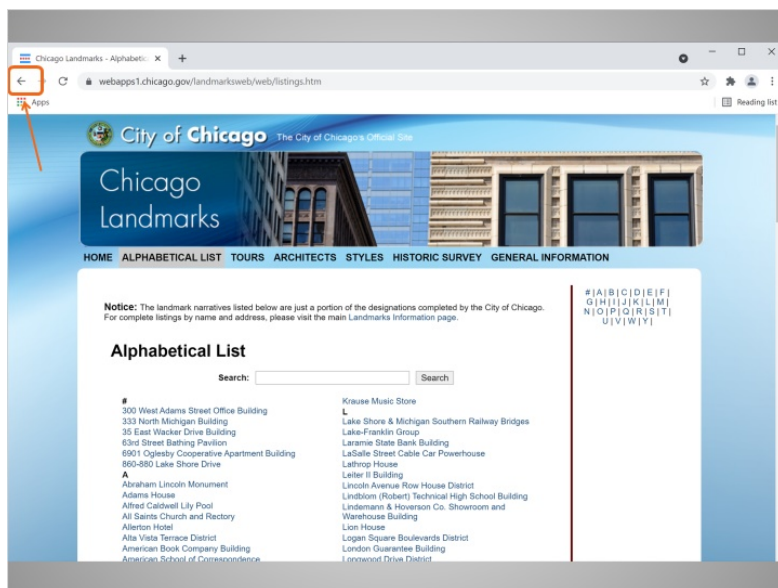 Chicago Landmarks - Alphabetic
webapps1.chicago.gov/landmarksweb/web/listings.htm
Apps
Reading list
City of Chicago The City of Chicago's Official Site
Chicago
Landmarks
HOME ALPHABETICAL LIST TOURS ARCHITECTS STYLES HISTORIC SURVEY GENERAL INFORMATION
Notice: The landmark narratives listed below are just a portion of the designations completed by the City of Chicago.
For complete listings by name and address, please visit the main Landmarks Information page.
#|A|B|C|D|E|F|
G|H|I|J|K|L|M|
N|O|P|Q|R|S|T|
U|V|W|Y|
Alphabetical List
Search: Search
#
300 West Adams Street Office Building
333 North Michigan Building
35 East Wacker Drive Building
63rd Street Bathing Pavilion
6901 Oglesby Cooperative Apartment Building
860-880 Lake Shore Drive
A
Abraham Lincoln Monument
Adams House
Alfred Caldwell Lily Pool
All Saints Church and Rectory
Allerton Hotel
Alta Vista Terrace District
American Book Company Building
American School of Correspondence
Krause Music Store
L
Lake Shore & Michigan Southern Railway Bridges
Lake-Franklin Group
Laramie State Bank Building
LaSalle Street Cable Car Powerhouse
Lathrop House
Leiter II Building
Lincoln Avenue Row House District
Lindblom (Robert) Technical High School Building
Lindemann & Hoverson Co. Showroom and
Warehouse Building
Lion House
Logan Square Boulevards District
London Guarantee Building
Longwood Drive District